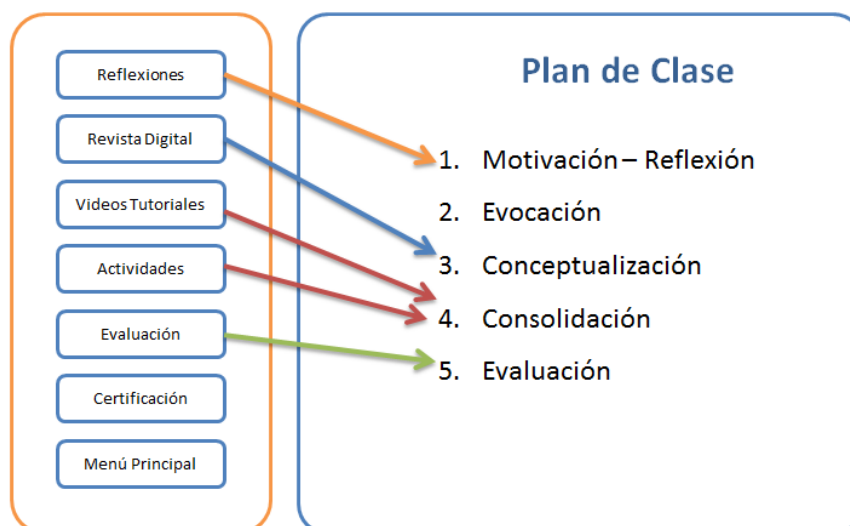 Reflexiones
Revista Digital
Videos Tutoriales
Actividades
Evaluación
Certificación
Menú Principal
Plan de Clase
1. Motivación – Reflexión
2. Evocación
3. Conceptualización
4. Consolidación
5. Evaluación